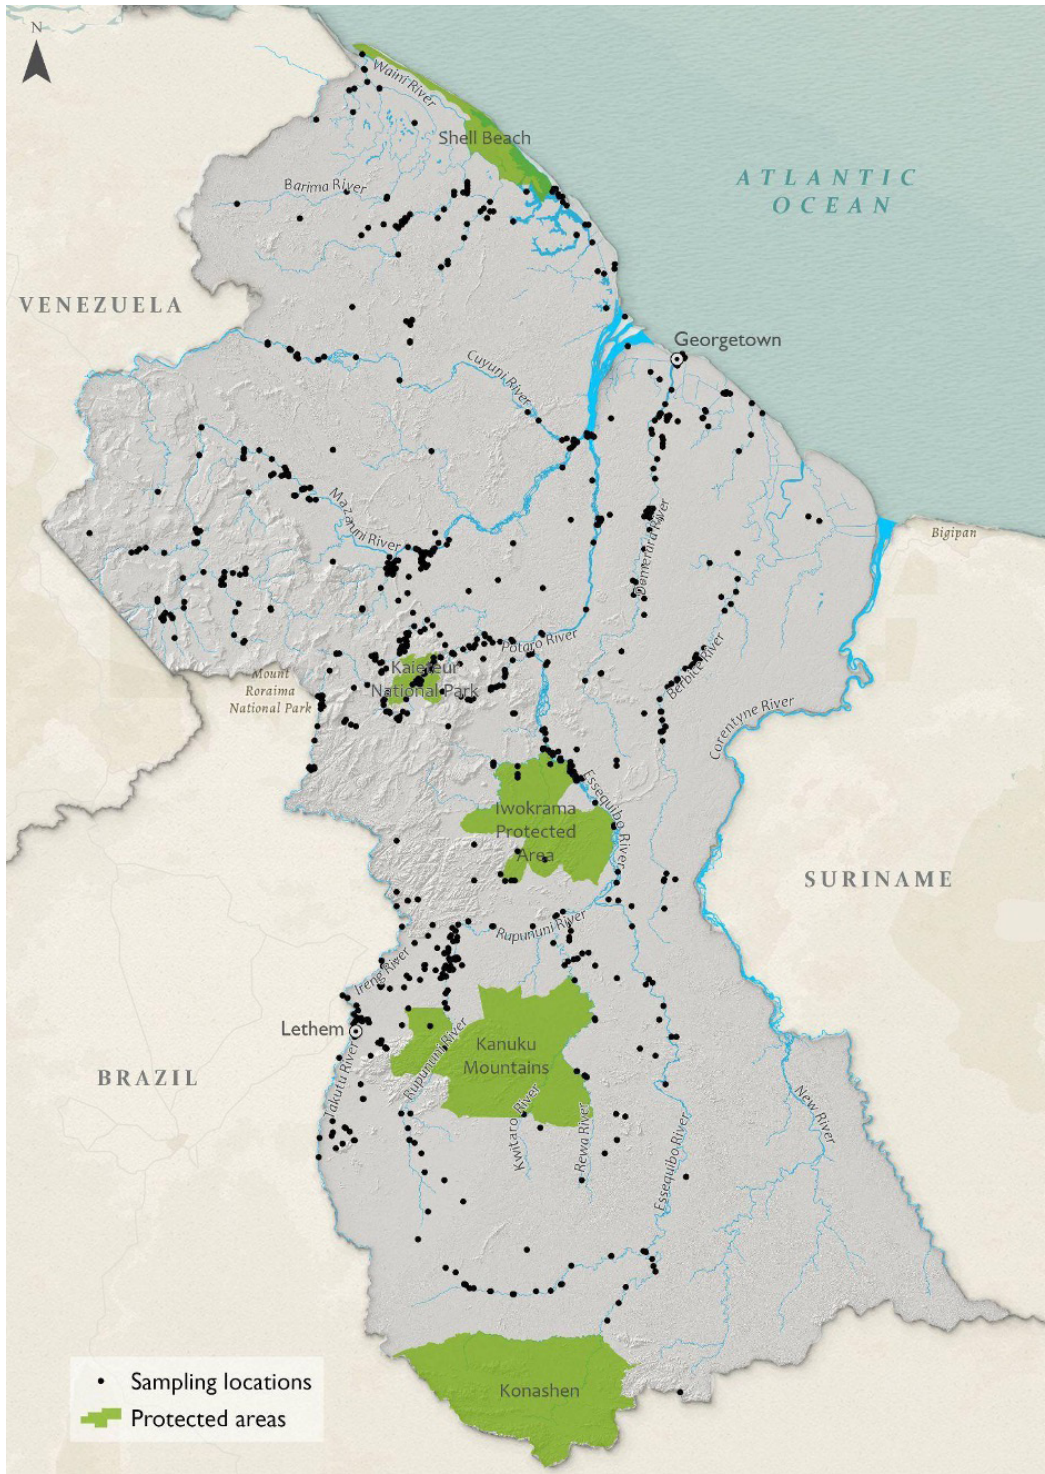 N
Waini River
Shell Beach
Barima River
ATLANTIC
OCEAN
VENEZUELA
Georgetown
Cuyuni River
Mazaruni River
Demerara River
Bigipan
Potaro River
Kaieteur
National Park
Mount
Roraima
National Park
Berbice River
Corentyne River
Essequibo River
Iwokrama
Protected
Area
SURINAME
Rupununi River
Ireng River
Lethem
Kanuku
Mountains
BRAZIL
Takutu River
Rupununi River
Kwitaro River
Rewa River
Essequibo River
New River
Konashen
Sampling locations
Protected areas